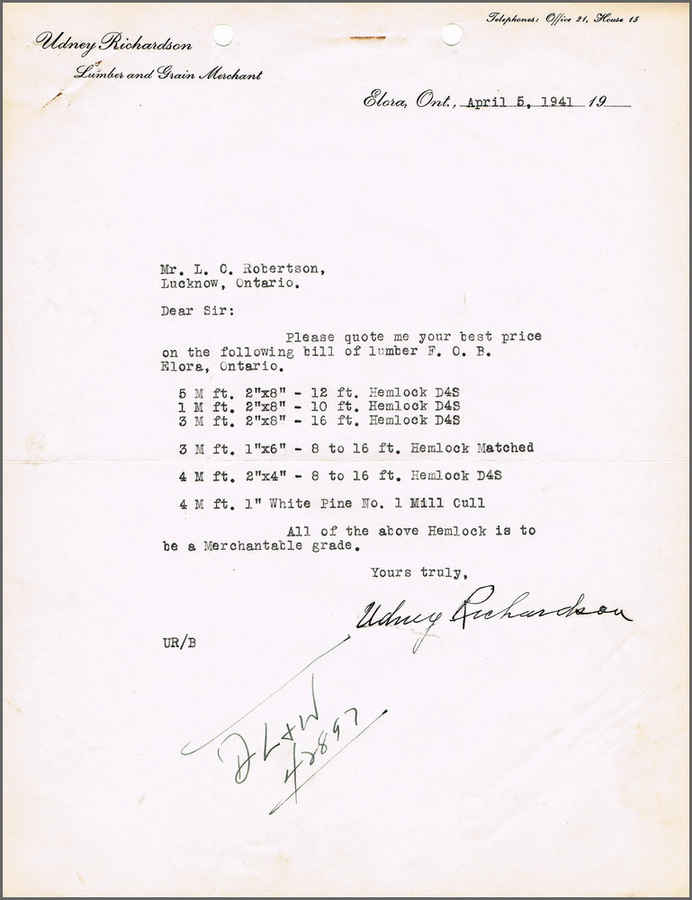 Telephones: Office 21, House 15
Udney Richardson
Lumber and Grain Merchant
Elora, Ont., April 5, 1941 19
Mr. L. C. Robertson,
Lucknow, Ontario.
Dear Sir:
Please quote me your best price
on the following bill of lumber F. O. B.
Elora, Ontario.
5 M ft. 2"x8" - 12 ft. Hemlock D4S
1 M ft. 2"x8" - 10 ft. Hemlock D4S
3 M ft. 2"x8" - 16 ft. Hemlock D4S
3 M ft. 1"x6" - 8 to 16 ft. Hemlock Matched
4 M ft. 2"x4" - 8 to 16 ft. Hemlock D4S
4 M ft. 1" White Pine No. 1 Mill Cull
All of the above Hemlock is to
be a Merchantable grade.
Yours truly,
Udney Richardson
UR/B
DL+W
42897